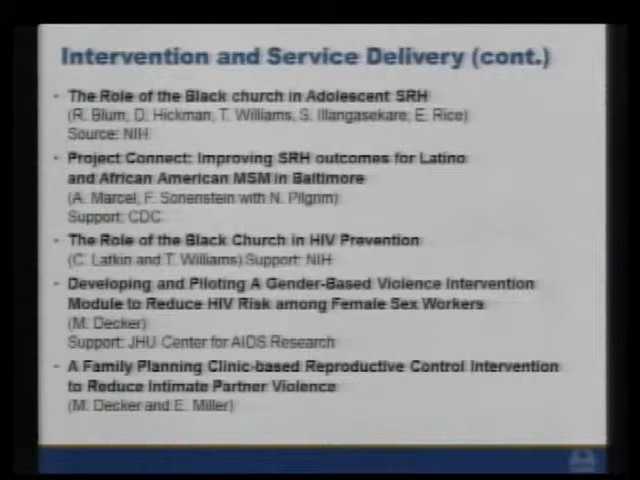 Intervention and Service Delivery (cont.)
- The Role of the Black church in Adolescent SRH
(R. Blum, D. Hickman, T. Williams, S. Illangasekare, E. Rice)
Source: NIH
- Project Connect: Improving SRH outcomes for Latino
and African American MSM in Baltimore
(A. Marcel, F. Sonenstein with N. Pilgrim)
Support: CDC
- The Role of the Black Church in HIV Prevention
(C. Latkin and T. Williams) Support: NIH
- Developing and Piloting A Gender-Based Violence Intervention
Module to Reduce HIV Risk among Female Sex Workers
(M. Decker)
Support: JHU Center for AIDS Research
- A Family Planning Clinic-based Reproductive Control Intervention
to Reduce Intimate Partner Violence
(M. Decker and E. Miller)